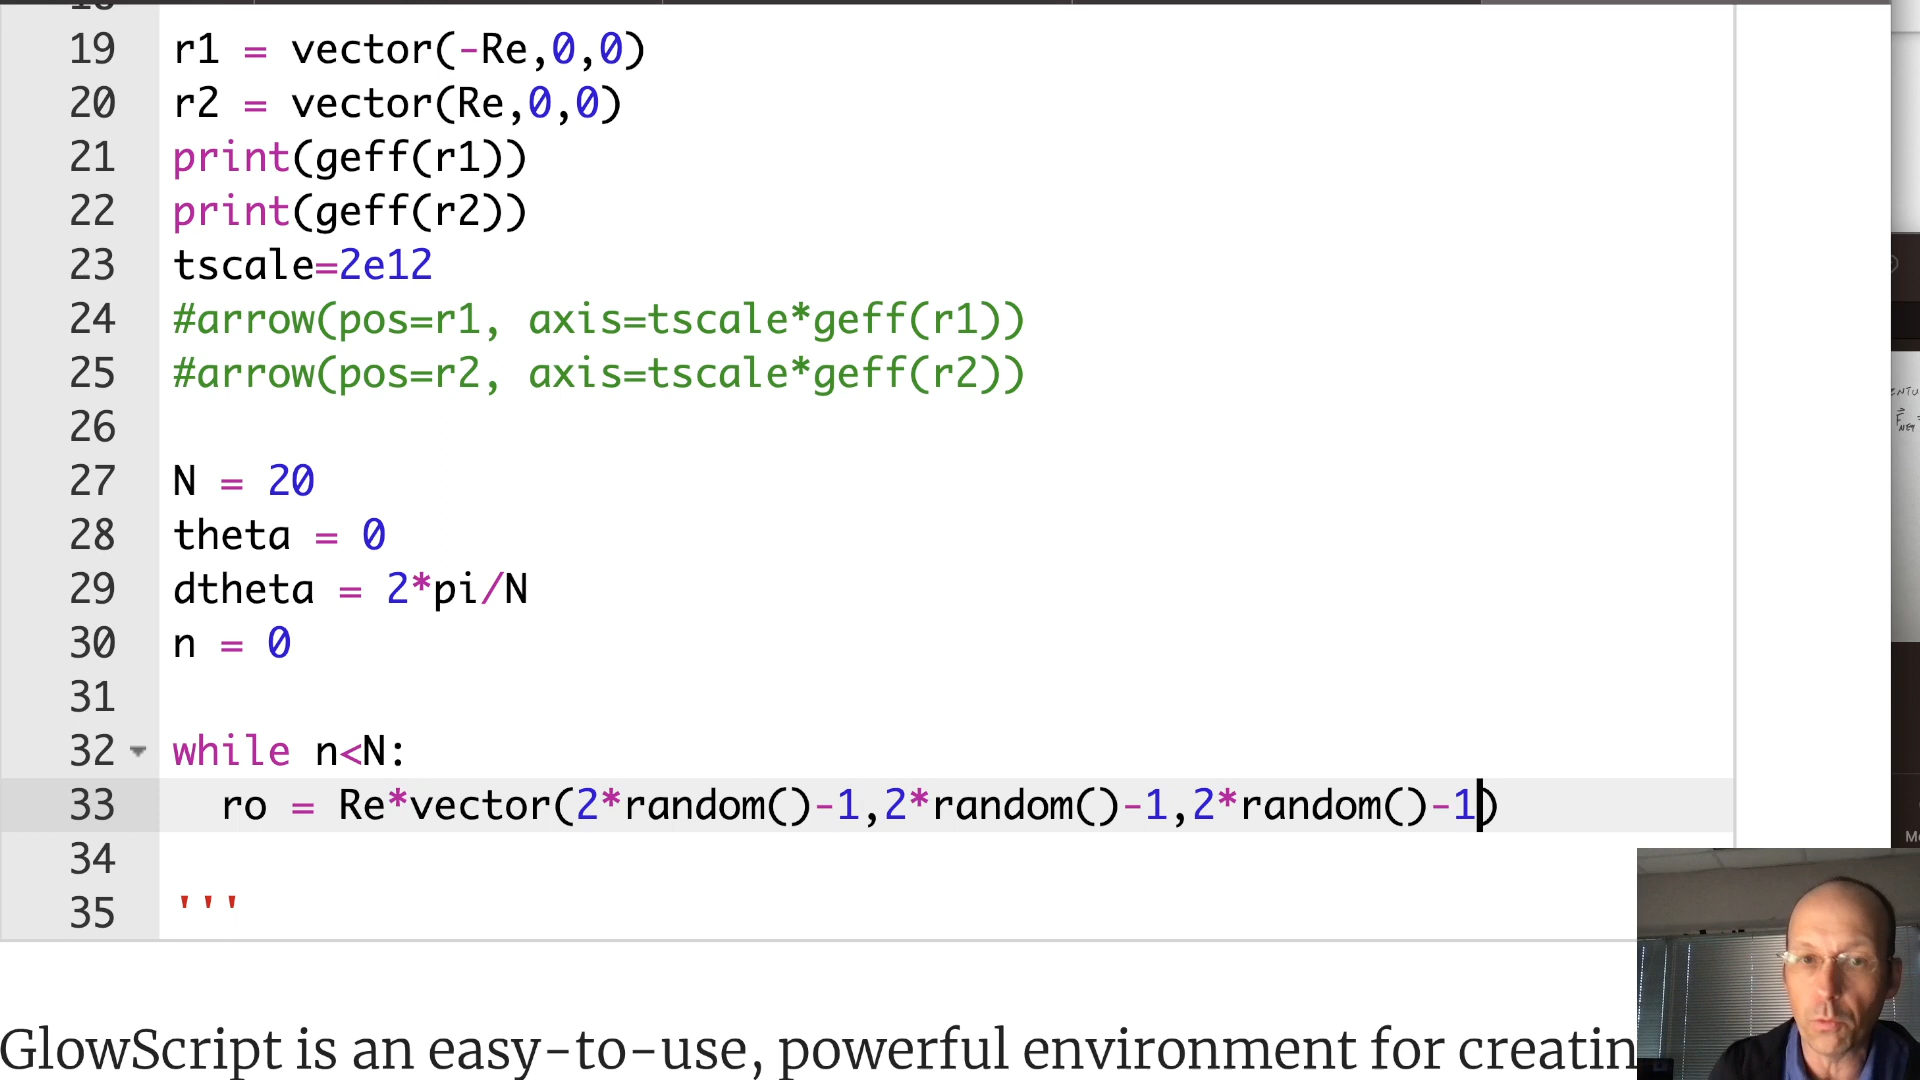 19 r1 = vector(-Re,0,0)
20 r2 = vector(Re,0,0)
21 print(geff(r1))
22 print(geff(r2))
23 tscale=2e12
24 #arrow(pos=r1, axis=tscale*geff(r1))
25 #arrow(pos=r2, axis=tscale*geff(r2))
26
27 N = 20
28 theta = 0
29 dtheta = 2*pi/N
30 n = 0
31
32 while n<N:
33 ro = Re*vector(2*random()-1,2*random()-1,2*random()-1)
34
35 '''
GlowScript is an easy-to-use, powerful environment for creatin